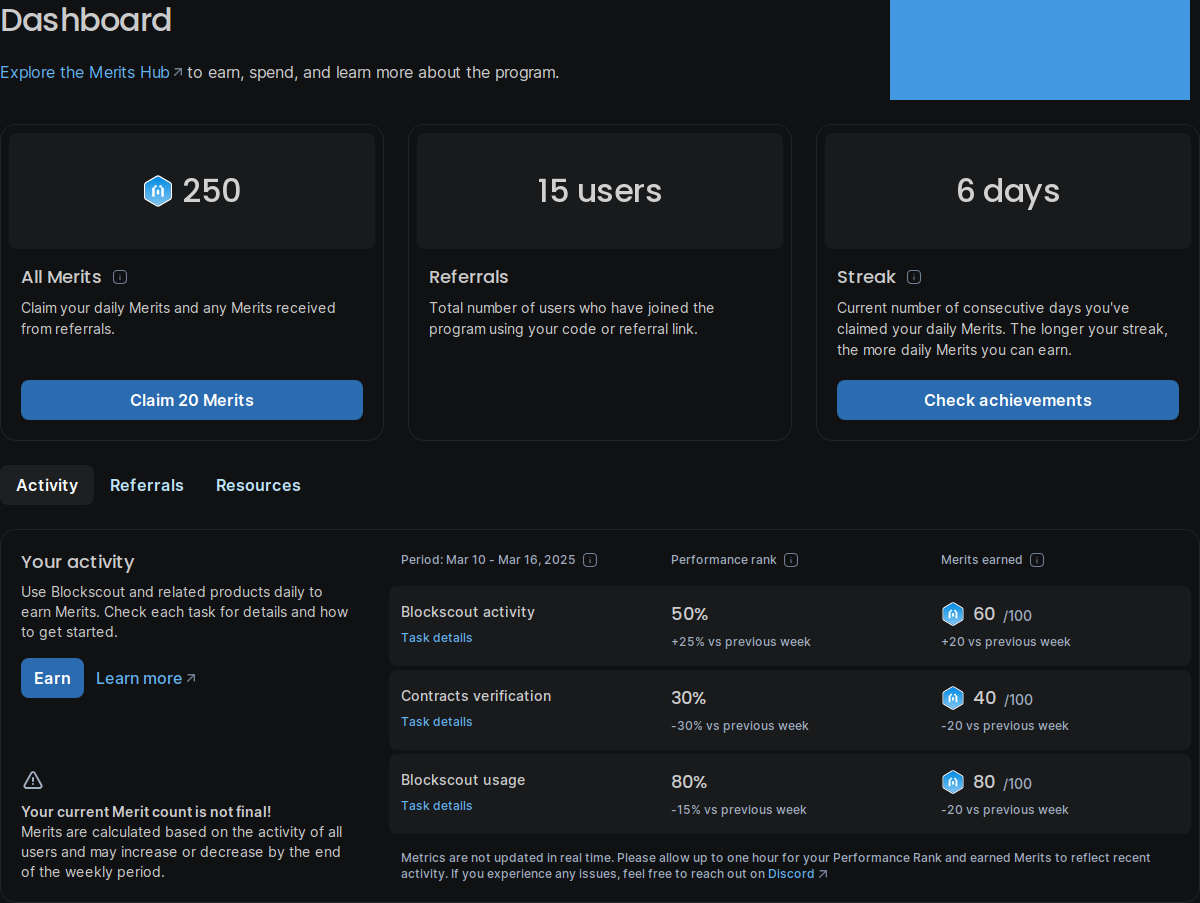 Dashboard
Explore the Merits Hub to earn, spend, and learn more about the program.
250
15 users
6 days
All Merits
Claim your daily Merits and any Merits received
from referrals.
Claim 20 Merits
Referrals
Total number of users who have joined the
program using your code or referral link.
Streak
Current number of consecutive days you've
claimed your daily Merits. The longer your streak,
the more daily Merits you can earn.
Check achievements
Activity Referrals Resources
Your activity
Use Blockscout and related products daily to
earn Merits. Check each task for details and how
to get started.
Earn Learn more
Your current Merit count is not final!
Merits are calculated based on the activity of all
users and may increase or decrease by the end
of the weekly period.
Period: Mar 10 - Mar 16, 2025 Performance rank Merits earned
Blockscout activity 50% 60 /100
Task details +25% vs previous week +20 vs previous week
Contracts verification 30% 40 /100
Task details -30% vs previous week -20 vs previous week
Blockscout usage 80% 80 /100
Task details -15% vs previous week -20 vs previous week
Metrics are not updated in real time. Please allow up to one hour for your Performance Rank and earned Merits to reflect recent
activity. If you experience any issues, feel free to reach out on Discord